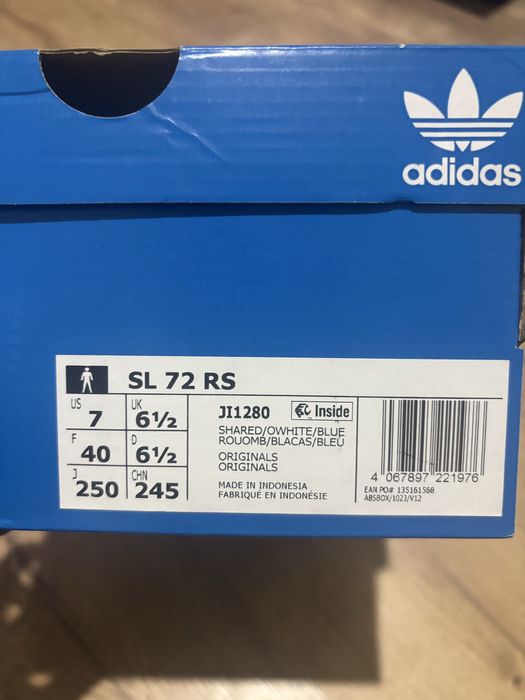 adidas
SL 72 RS
US 7 UK 6½
F 40 D 6½
J 250 CHN 245
JI1280 Inside
SHARED/OWHITE/BLUE
ROUOMB/BLACAS/BLEU
ORIGINALS
ORIGINALS
MADE IN INDONESIA
FABRIQUÉ EN INDONÉSIE
4 067897 221976
EAN PO# 135161568
ABSBOX/1023/V12